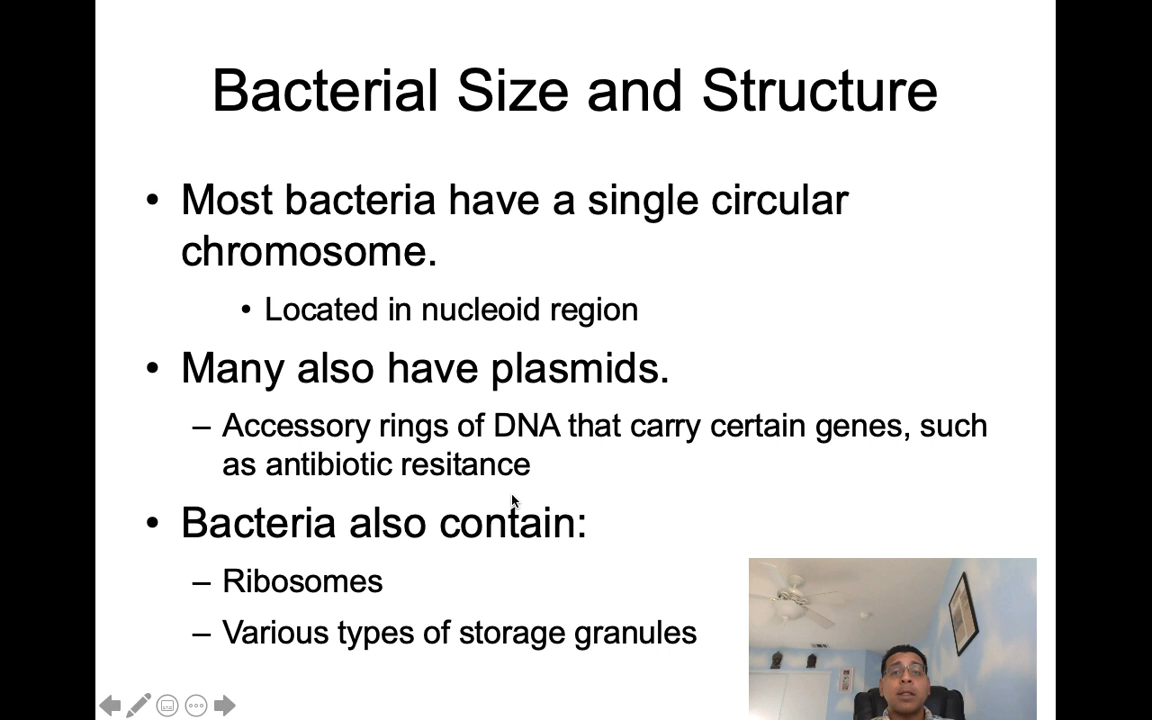 Bacterial Size and Structure
• Most bacteria have a single circular
chromosome.
• Located in nucleoid region
• Many also have plasmids.
– Accessory rings of DNA that carry certain genes, such
as antibiotic resitance
• Bacteria also contain:
– Ribosomes
– Various types of storage granules